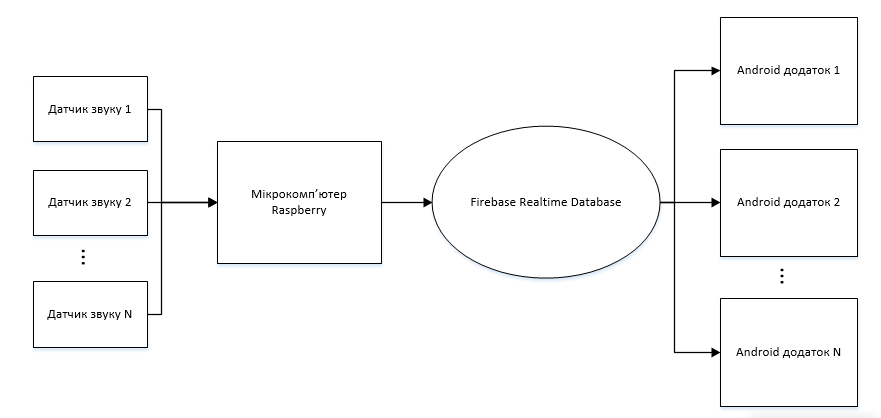 Датчик звуку 1
Датчик звуку 2
Датчик звуку N
Мікрокомп’ютер
Raspberry
Firebase Realtime Database
Android додаток 1
Android додаток 2
Android додаток N